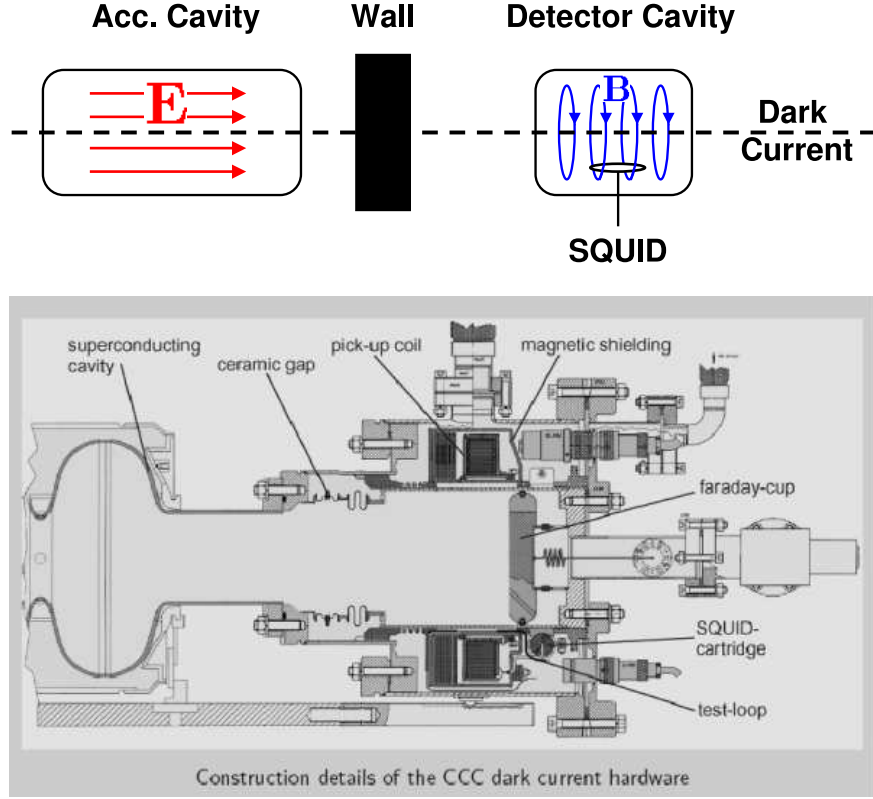 Acc. Cavity
Wall
Detector Cavity
E
B
Dark
Current
SQUID
superconducting
cavity
ceramic gap
pick-up coil
magnetic shielding
faraday-cup
SQUID-
cartridge
test-loop
Construction details of the CCC dark current hardware